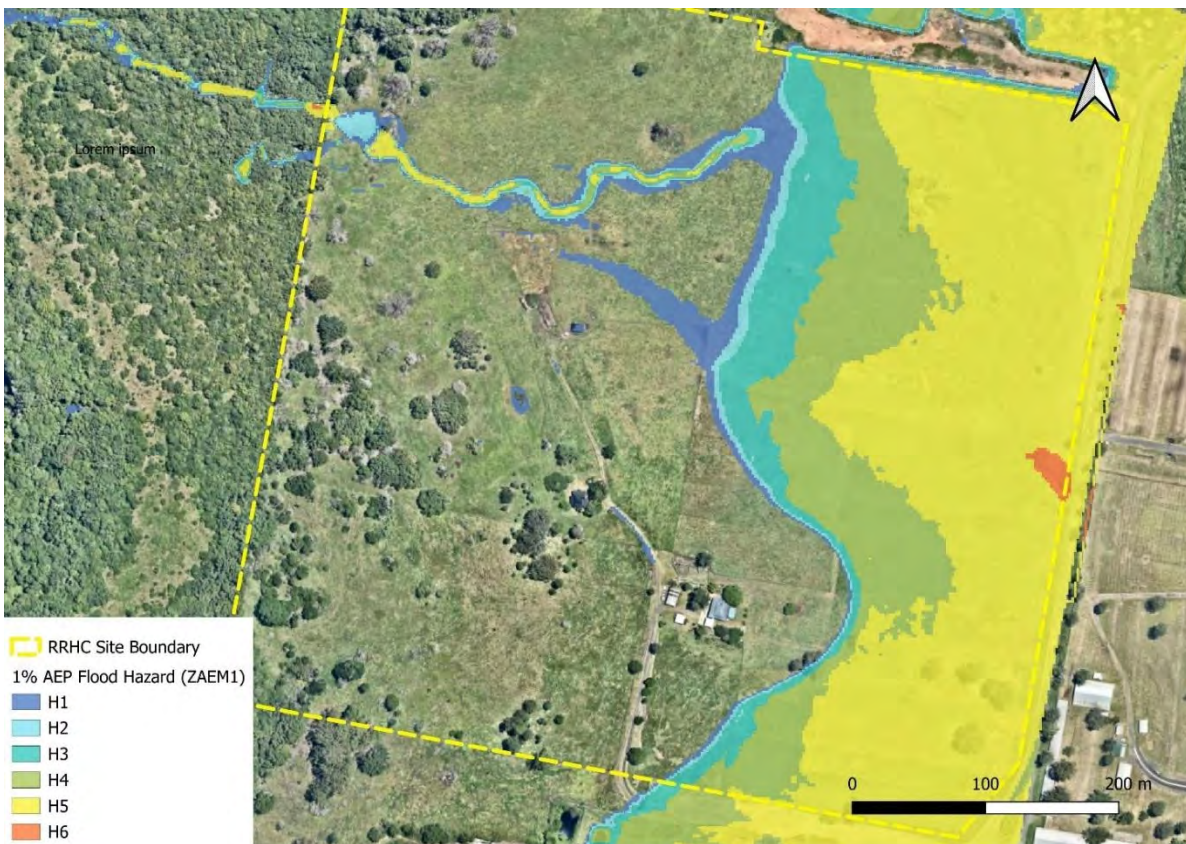 Lorem ipsum
RRHC Site Boundary
1% AEP Flood Hazard (ZAEM1)
H1
H2
H3
H4
H5
H6
0 100 200 m